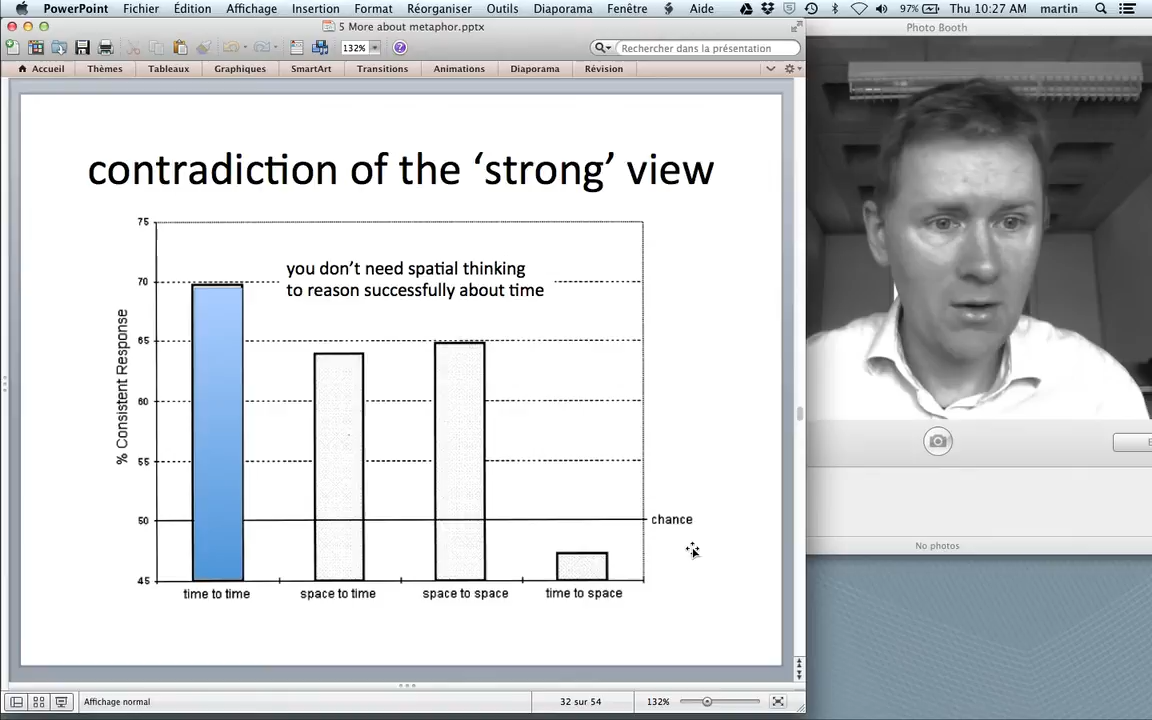 PowerPoint Fichier Édition Affichage Insertion Format Réorganiser Outils Diaporama Fenêtre Aide 97% Thu 10:27 AM martin
5 More about metaphor.pptx
Photo Booth
132% Rechercher dans la présentation
Accueil Thèmes Tableaux Graphiques SmartArt Transitions Animations Diaporama Révision
contradiction of the ‘strong’ view
75
you don’t need spatial thinking
70
to reason successfully about time
65
60
55
50
45
% Consistent Response
chance
time to time space to time space to space time to space
No photos
Affichage normal 32 sur 54 132%